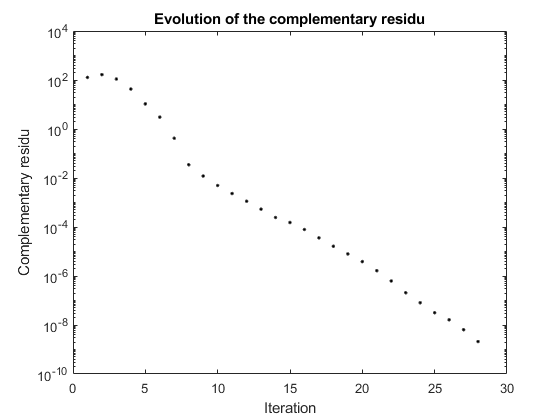 Evolution of the complementary residu
10^4
10^2
10^0
10^-2
10^-4
10^-6
10^-8
10^-10
Complementary residu
0 5 10 15 20 25 30
Iteration